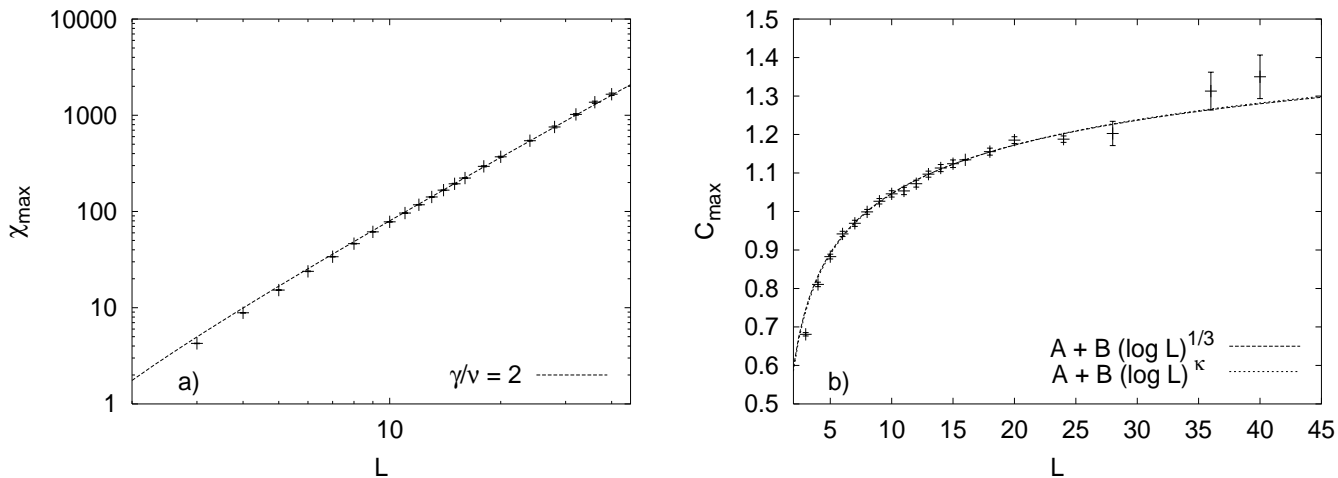 10000
1000
100
10
1
χmax
a)
γ/ν = 2
10
L
1.5
1.4
1.3
1.2
1.1
1
0.9
0.8
0.7
0.6
0.5
Cmax
A + B (log L)^1/3
A + B (log L)^κ
b)
5 10 15 20 25 30 35 40 45
L